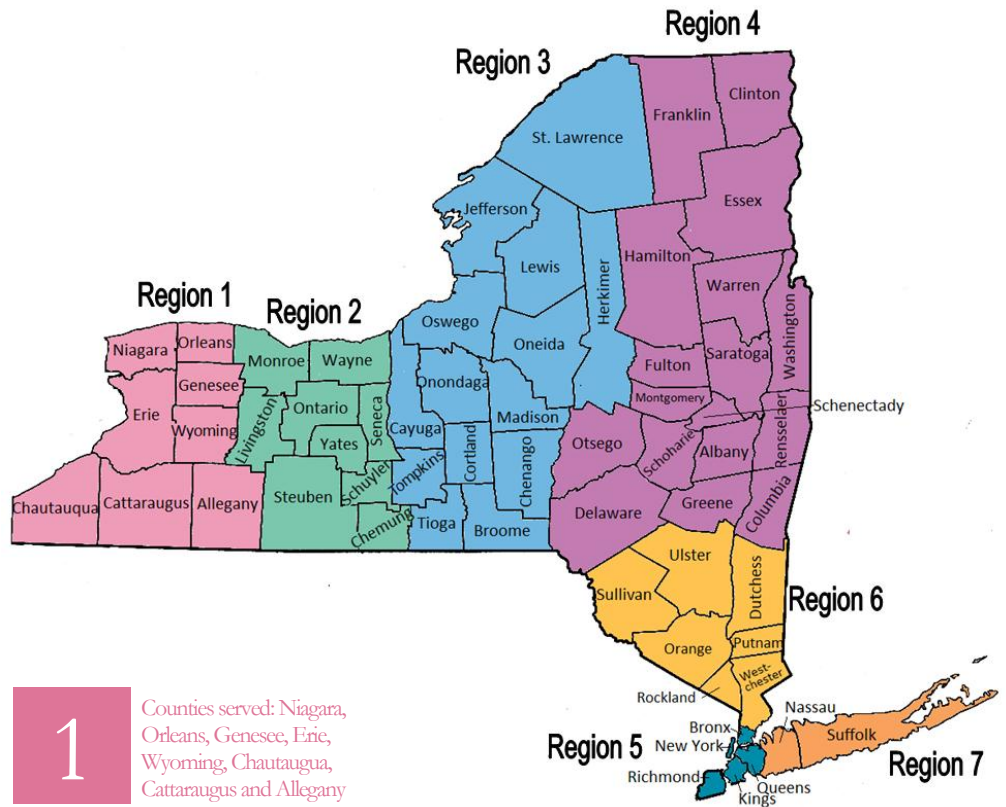 Region 4
Region 3
Clinton
Franklin
St. Lawrence
Essex
Jefferson
Hamilton
Lewis
Herkimer
Warren
Washington
Region 1
Region 2
Oswego
Oneida
Saratoga
Niagara
Orleans
Monroe
Wayne
Fulton
Genesee
Onondaga
Montgomery
Schenectady
Erie
Ontario
Seneca
Madison
Wyoming
Livingston
Yates
Cayuga
Cortland
Otsego
Schoharie
Albany
Rensselaer
Chenango
Tompkins
Schuyler
Steuben
Chautauqua
Cattaraugus
Allegany
Chemung
Tioga
Broome
Delaware
Greene
Columbia
Ulster
Sullivan
Dutchess
Region 6
Orange
Putnam
West-
chester
Rockland
Nassau
Bronx
Suffolk
New York
Region 5
Region 7
Richmond
Queens
Kings
1
Counties served: Niagara,
Orleans, Genesee, Erie,
Wyoming, Chautaugua,
Cattaraugus and Allegany